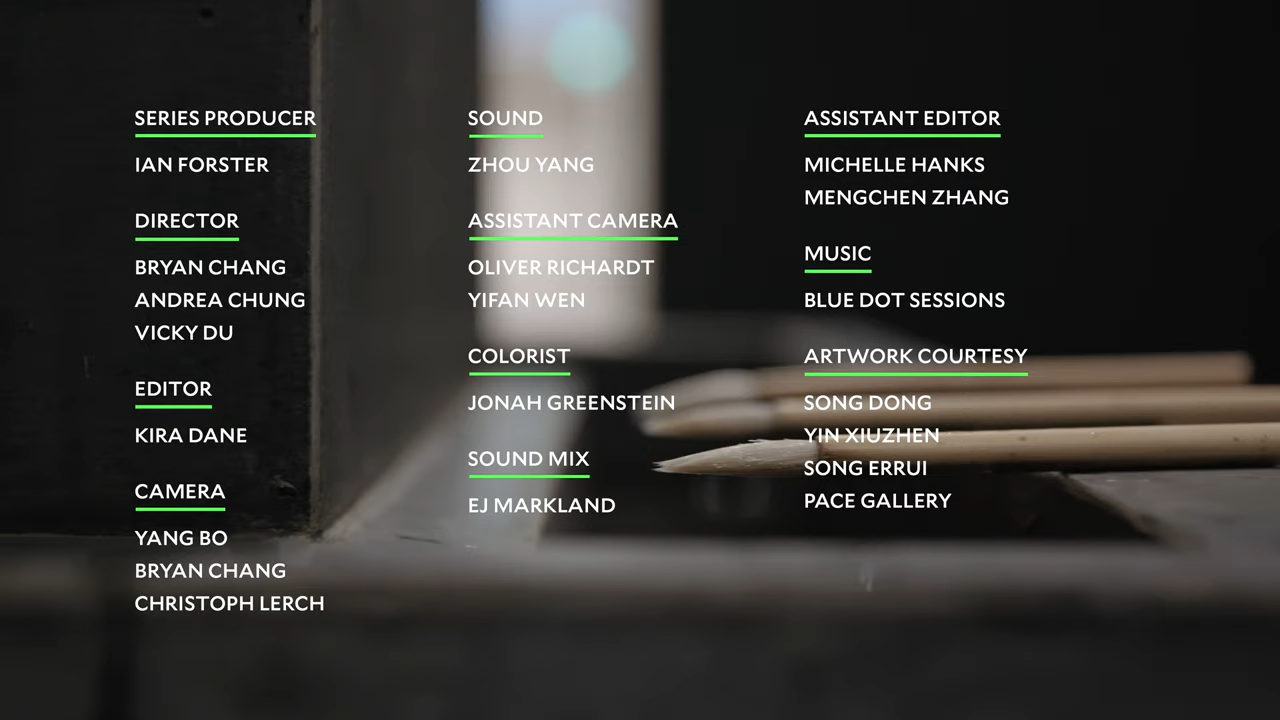 SERIES PRODUCER
IAN FORSTER
DIRECTOR
BRYAN CHANG
ANDREA CHUNG
VICKY DU
EDITOR
KIRA DANE
CAMERA
YANG BO
BRYAN CHANG
CHRISTOPH LERCH
SOUND
ZHOU YANG
ASSISTANT CAMERA
OLIVER RICHARDT
YIFAN WEN
COLORIST
JONAH GREENSTEIN
SOUND MIX
EJ MARKLAND
ASSISTANT EDITOR
MICHELLE HANKS
MENGCHEN ZHANG
MUSIC
BLUE DOT SESSIONS
ARTWORK COURTESY
SONG DONG
YIN XIUZHEN
SONG ERRUI
PACE GALLERY